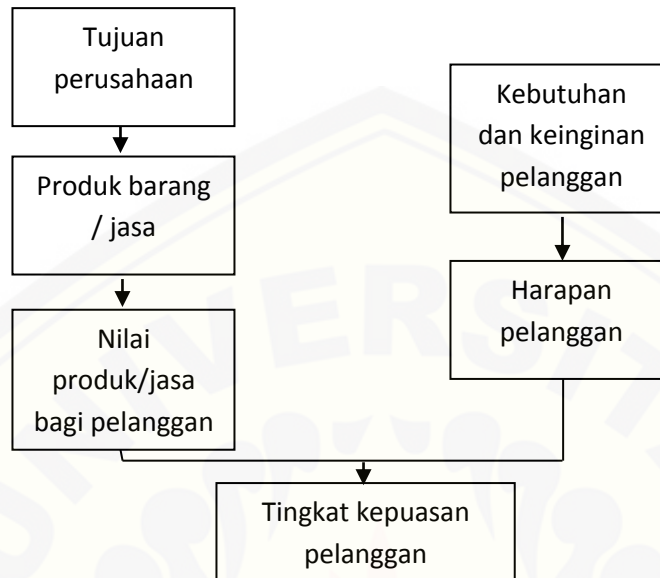 Tujuan
perusahaan
Produk barang
/ jasa
Nilai
produk/jasa
bagi pelanggan
Kebutuhan
dan keinginan
pelanggan
Harapan
pelanggan
Tingkat kepuasan
pelanggan
UNIVERSIT